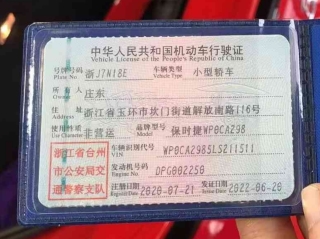 中华人民共和国机动车行驶证
Vehicle License of the People's Republic of China
号牌号码 浙J7N18E 车辆类型 小型轿车
Plate No. Vehicle Type
所有人 庄东
Owner
住址 浙江省玉环市坎门街道解放南路116号
Address
使用性质 非营运 品牌型号 保时捷WP0CA298
Use Character Model
浙江省台州
市公安局交
通警察支队
车辆识别代号 WP0CA2985LS211511
VIN
发动机号码 DPG002250
Engine No.
注册日期 2020-07-21 发证日期 2022-06-20
Register Date Issue Date